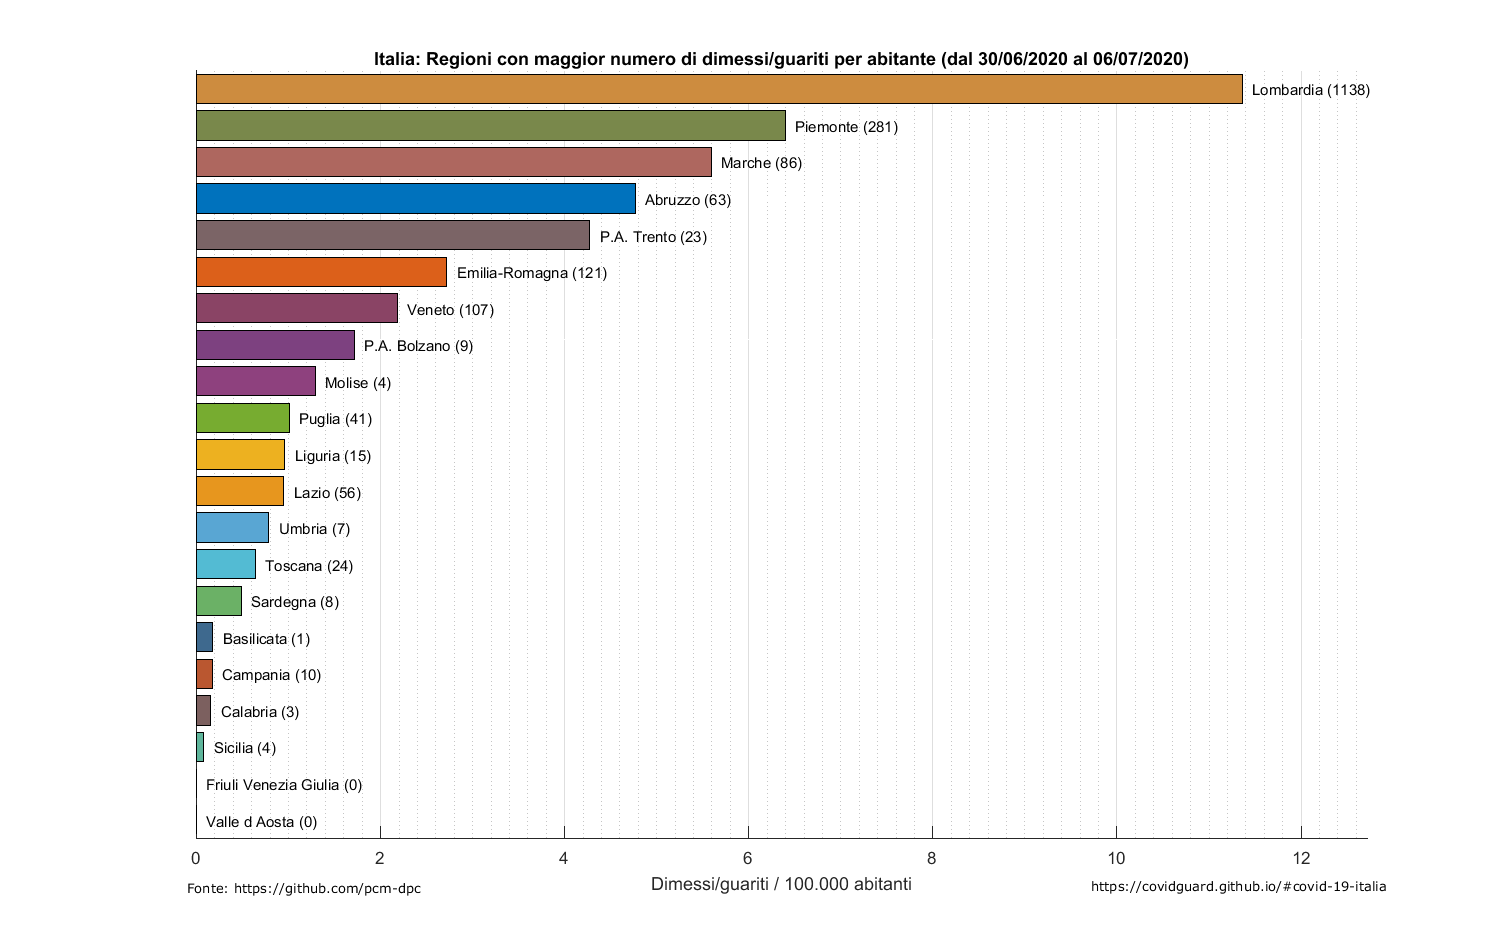 Italia: Regioni con maggior numero di dimessi/guariti per abitante (dal 30/06/2020 al 06/07/2020)
Lombardia (1138)
Piemonte (281)
Marche (86)
Abruzzo (63)
P.A. Trento (23)
Emilia-Romagna (121)
Veneto (107)
P.A. Bolzano (9)
Molise (4)
Puglia (41)
Liguria (15)
Lazio (56)
Umbria (7)
Toscana (24)
Sardegna (8)
Basilicata (1)
Campania (10)
Calabria (3)
Sicilia (4)
Friuli Venezia Giulia (0)
Valle d Aosta (0)
0 2 4 6 8 10 12
Dimessi/guariti / 100.000 abitanti
Fonte: https://github.com/pcm-dpc
https://covidguard.github.io/#covid-19-italia